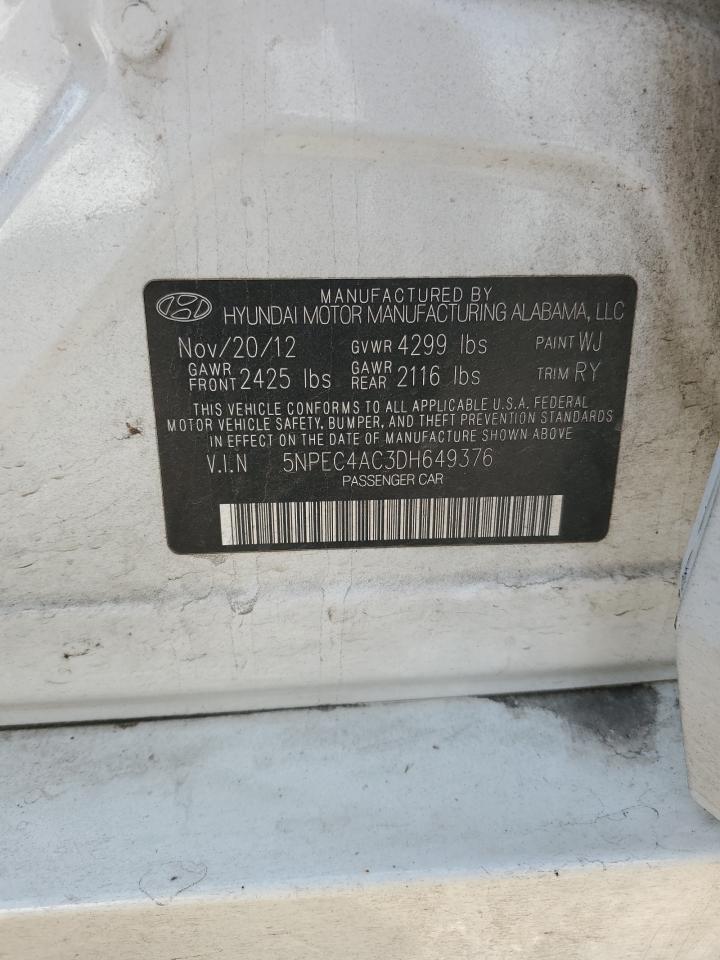 MANUFACTURED BY
HYUNDAI MOTOR MANUFACTURING ALABAMA, LLC
Nov/20/12 GVWR 4299 lbs PAINT WJ
GAWR FRONT 2425 lbs GAWR REAR 2116 lbs TRIM RY
THIS VEHICLE CONFORMS TO ALL APPLICABLE U.S.A. FEDERAL
MOTOR VEHICLE SAFETY, BUMPER, AND THEFT PREVENTION STANDARDS
IN EFFECT ON THE DATE OF MANUFACTURE SHOWN ABOVE
V.I.N 5NPEC4AC3DH649376
PASSENGER CAR